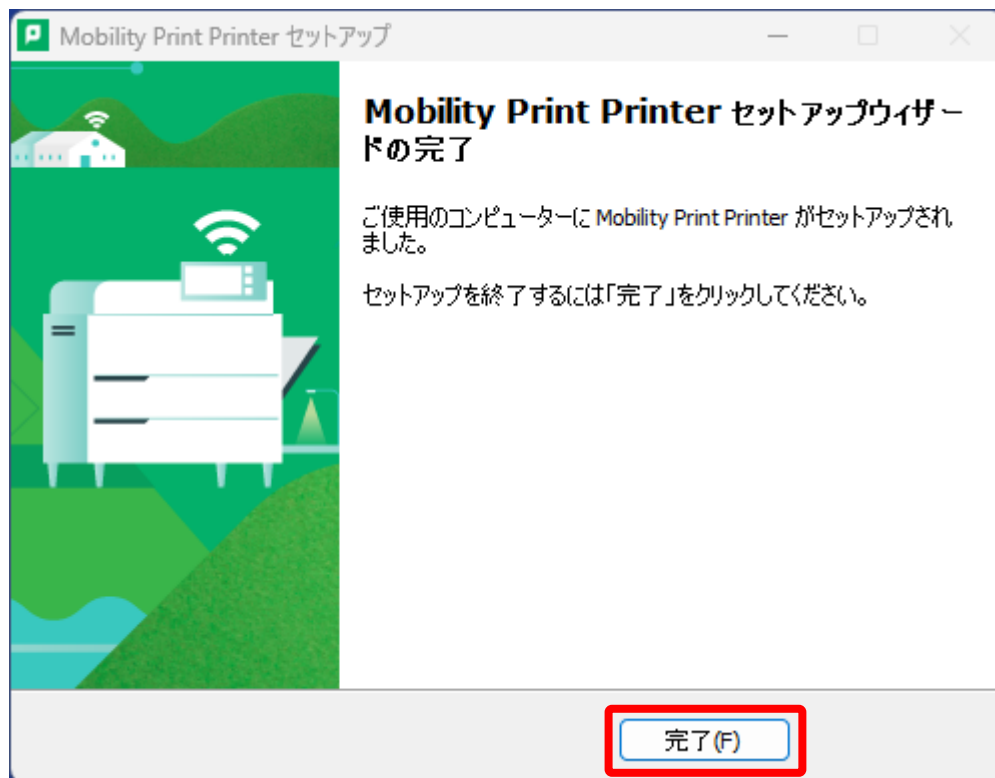 Mobility Print Printer セットアップ
Mobility Print Printer セットアップウィザー
ドの完了
ご使用のコンピューターに Mobility Print Printer がセットアップされ
ました。
セットアップを終了するには「完了」をクリックしてください。
完了(F)